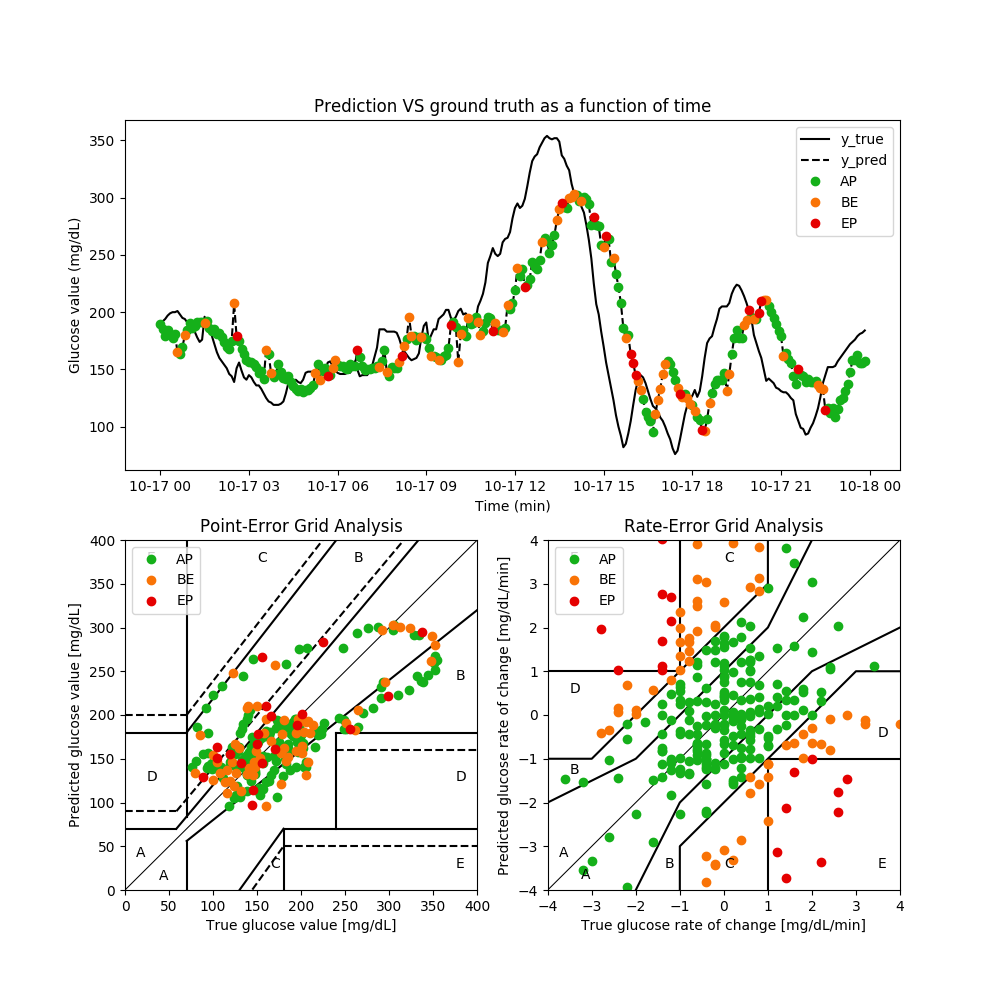 Prediction VS ground truth as a function of time
Glucose value (mg/dL)
350
300
250
200
150
100
y_true
y_pred
AP
BE
EP
10-17 00 10-17 03 10-17 06 10-17 09 10-17 12 10-17 15 10-17 18 10-17 21 10-18 00
Time (min)
Point-Error Grid Analysis
Predicted glucose value [mg/dL]
400
350
300
250
200
150
100
50
0
AP
BE
EP
C
B
B
D
D
A
A
C
E
0 50 100 150 200 250 300 350 400
True glucose value [mg/dL]
Rate-Error Grid Analysis
Predicted glucose rate of change [mg/dL/min]
4
3
2
1
0
−1
−2
−3
−4
AP
BE
EP
C
D
D
B
A
A
B
C
E
−4 −3 −2 −1 0 1 2 3 4
True glucose rate of change [mg/dL/min]